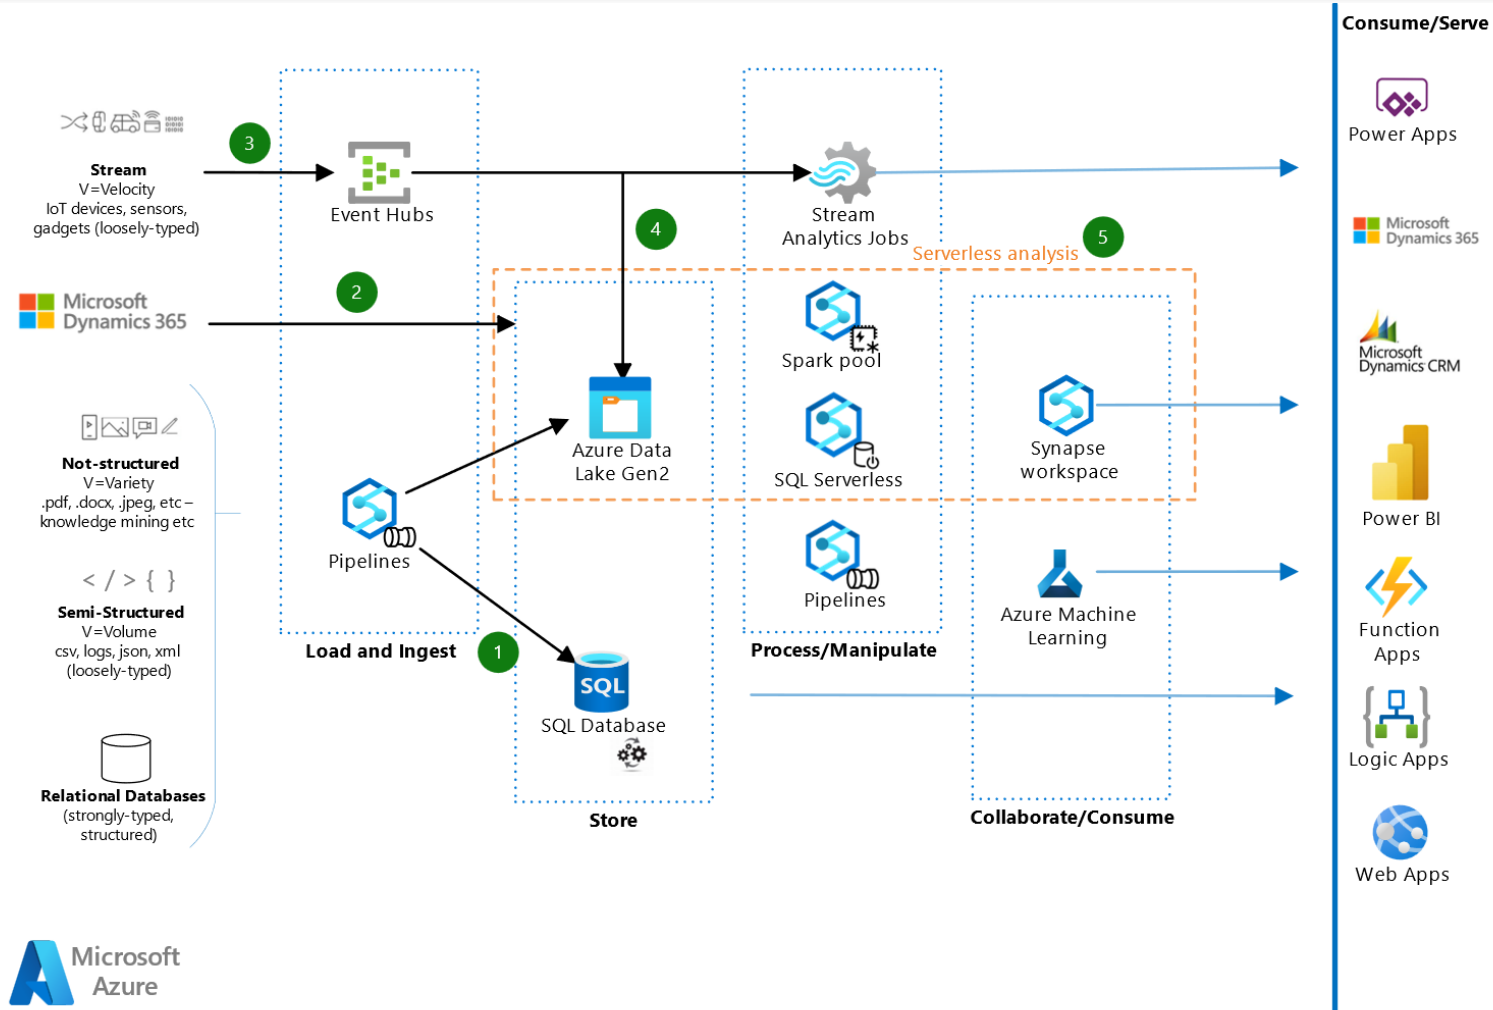 Consume/Serve
3
Stream
V=Velocity
IoT devices, sensors,
gadgets (loosely-typed)
Event Hubs
4
Stream
Analytics Jobs
5
Serverless analysis
2
Microsoft
Dynamics 365
Not-structured
V=Variety
.pdf, .docx, .jpeg, etc –
knowledge mining etc
</> { }
Semi-Structured
V=Volume
csv, logs, json, xml
(loosely-typed)
Relational Databases
(strongly-typed,
structured)
Pipelines
Load and Ingest
1
Azure Data
Lake Gen2
SQL
SQL Database
Store
Spark pool
SQL Serverless
Pipelines
Process/Manipulate
Synapse
workspace
Azure Machine
Learning
Collaborate/Consume
Power Apps
Microsoft
Dynamics 365
Microsoft
Dynamics CRM
Power BI
Function
Apps
Logic Apps
Web Apps
Microsoft
Azure